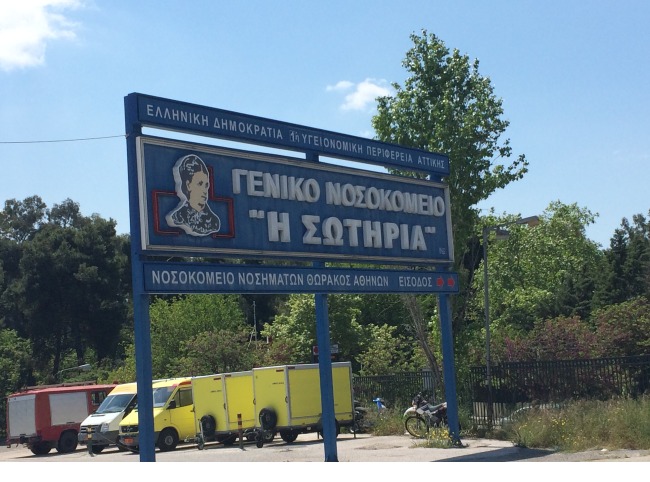 ΕΛΛΗΝΙΚΗ ΔΗΜΟΚΡΑΤΙΑ 1η ΥΓΕΙΟΝΟΜΙΚΗ ΠΕΡΙΦΕΡΕΙΑ ΑΤΤΙΚΗΣ
ΓΕΝΙΚΟ ΝΟΣΟΚΟΜΕΙΟ
"Η ΣΩΤΗΡΙΑ"
ΝΟΣΟΚΟΜΕΙΟ ΝΟΣΗΜΑΤΩΝ ΘΩΡΑΚΟΣ ΑΘΗΝΩΝ ΕΙΣΟΔΟΣ